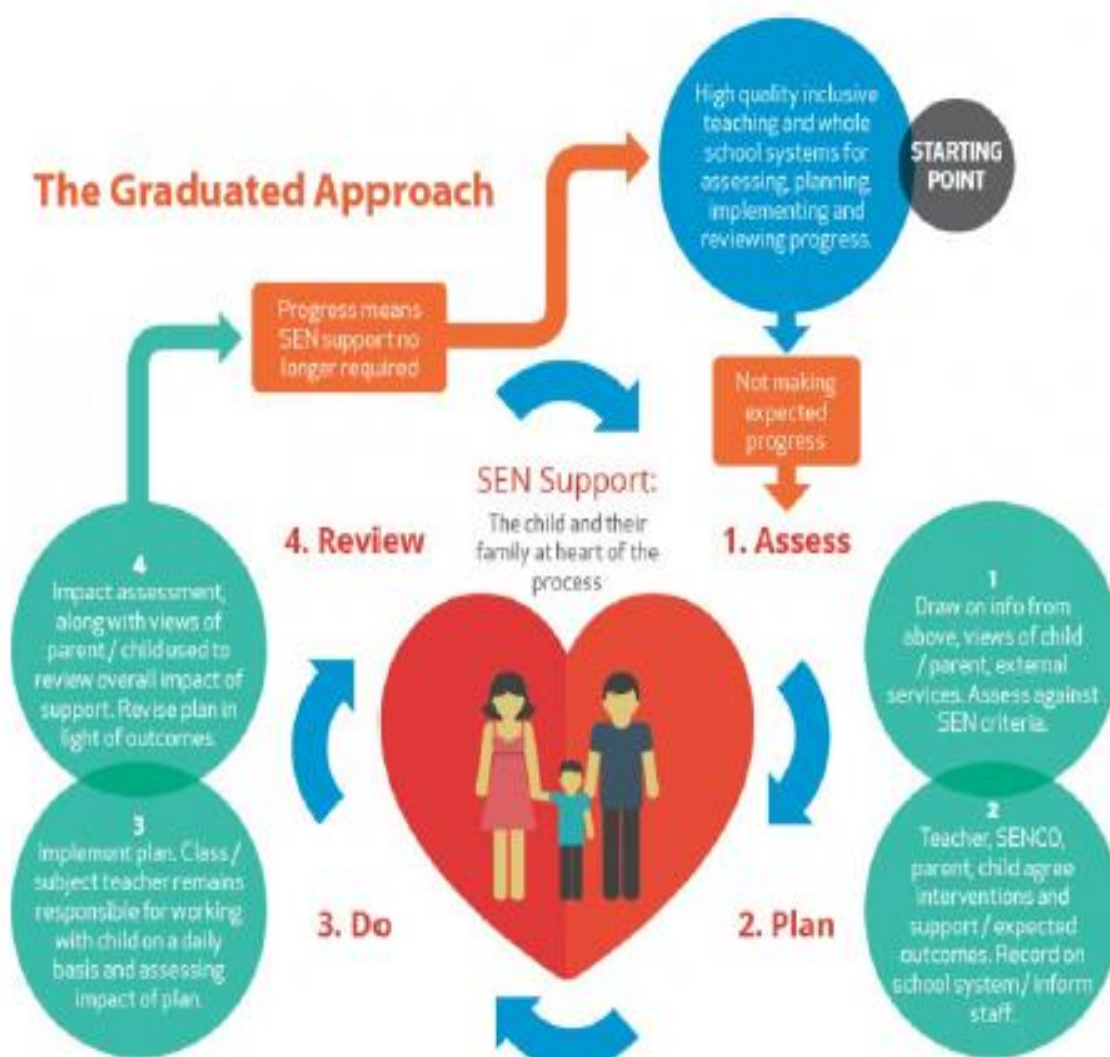 The Graduated Approach
High quality inclusive
teaching and whole
school systems for
assessing, planning,
implementing and
reviewing progress.
STARTING
POINT
Progress means
SEN support no
longer required
Not making
expected
progress
SEN Support:
The child and their
family at heart of the
process
4. Review
1. Assess
4
Impact assessment,
along with views of
parent / child used to
review overall impact of
support. Revise plan in
light of outcomes.
1
Draw on info from
above, views of child
/ parent, external
services. Assess against
SEN criteria.
3
Implement plan. Class /
subject teacher remains
responsible for working
with child on a daily
basis and assessing
impact of plan.
3. Do
2. Plan
2
Teacher, SENCO,
parent, child agree
interventions and
support / expected
outcomes. Record on
school system / inform
staff.